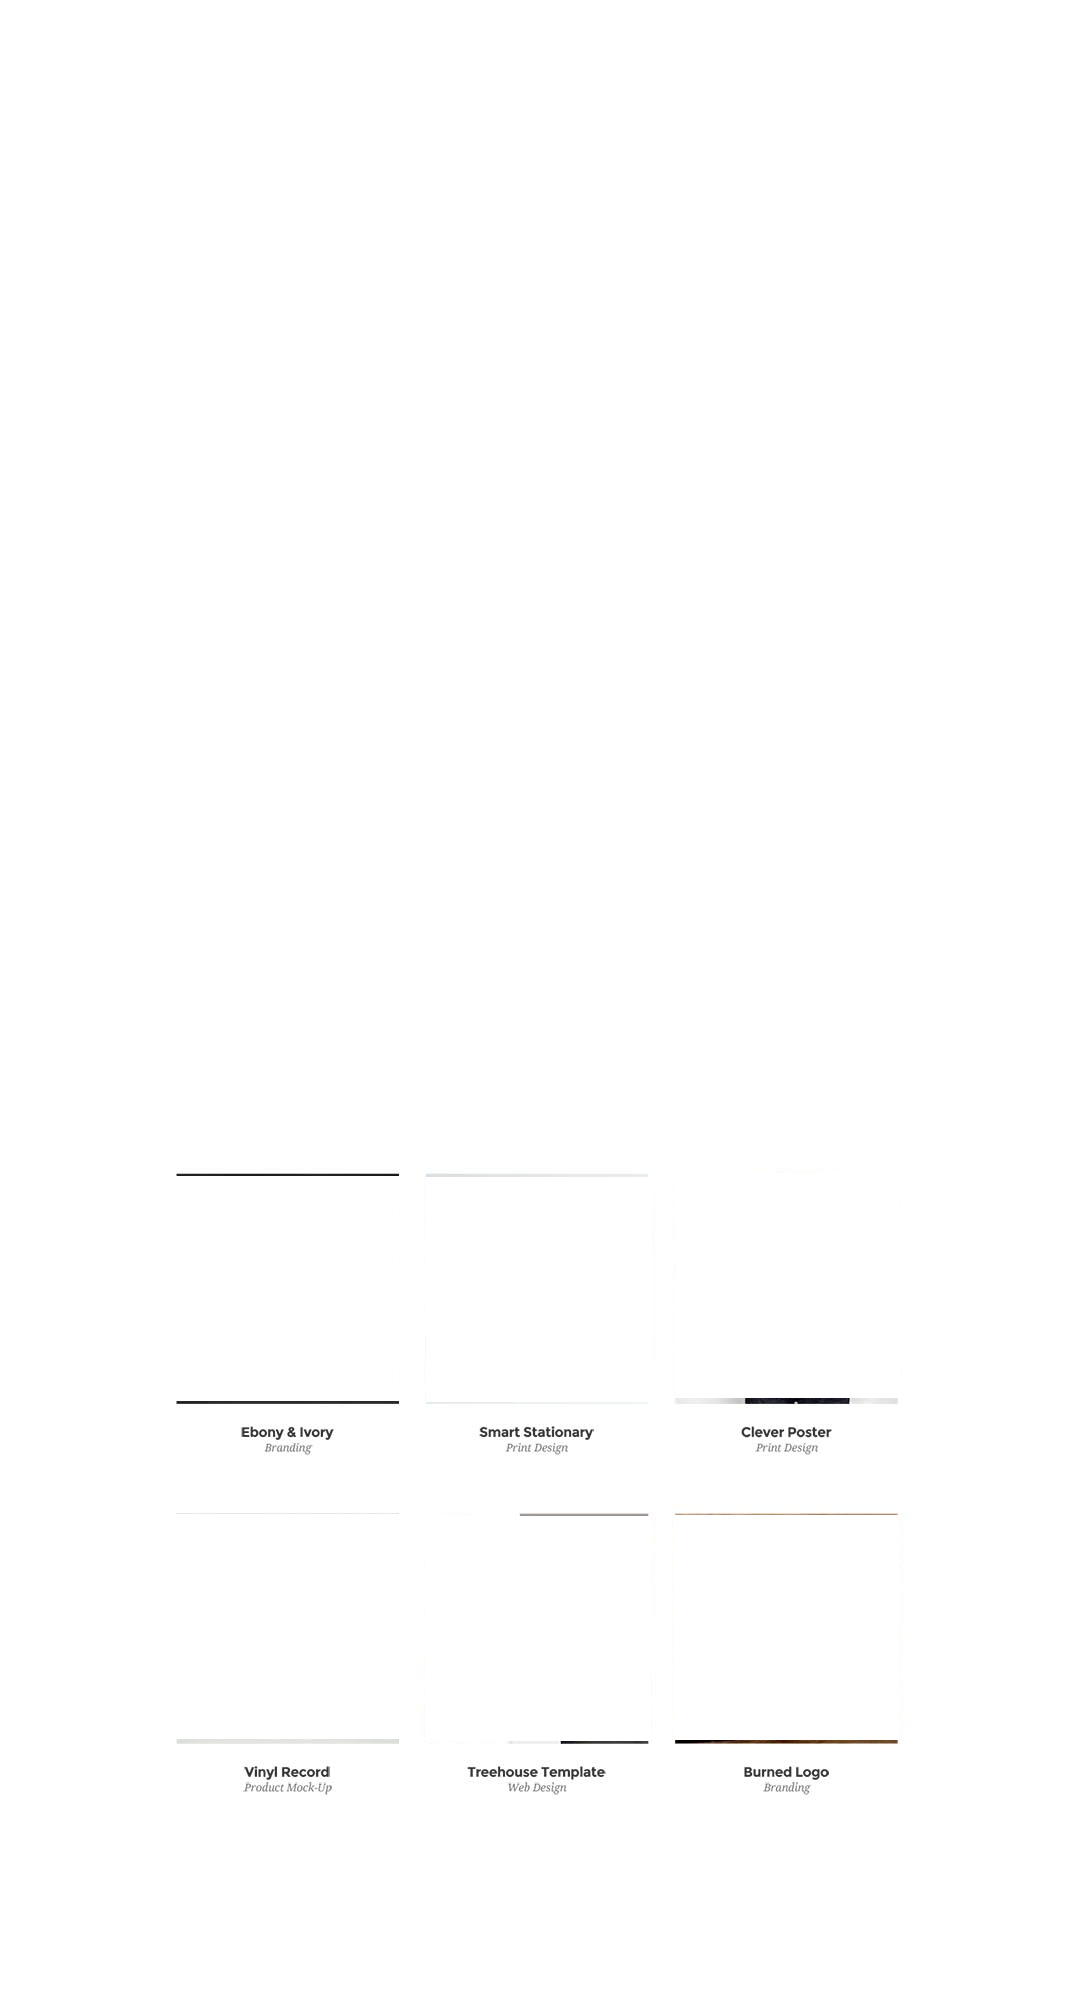 Ebony & Ivory
Branding
Smart Stationary
Print Design
Clever Poster
Print Design
Vinyl Record
Product Mock-Up
Treehouse Template
Web Design
Burned Logo
Branding